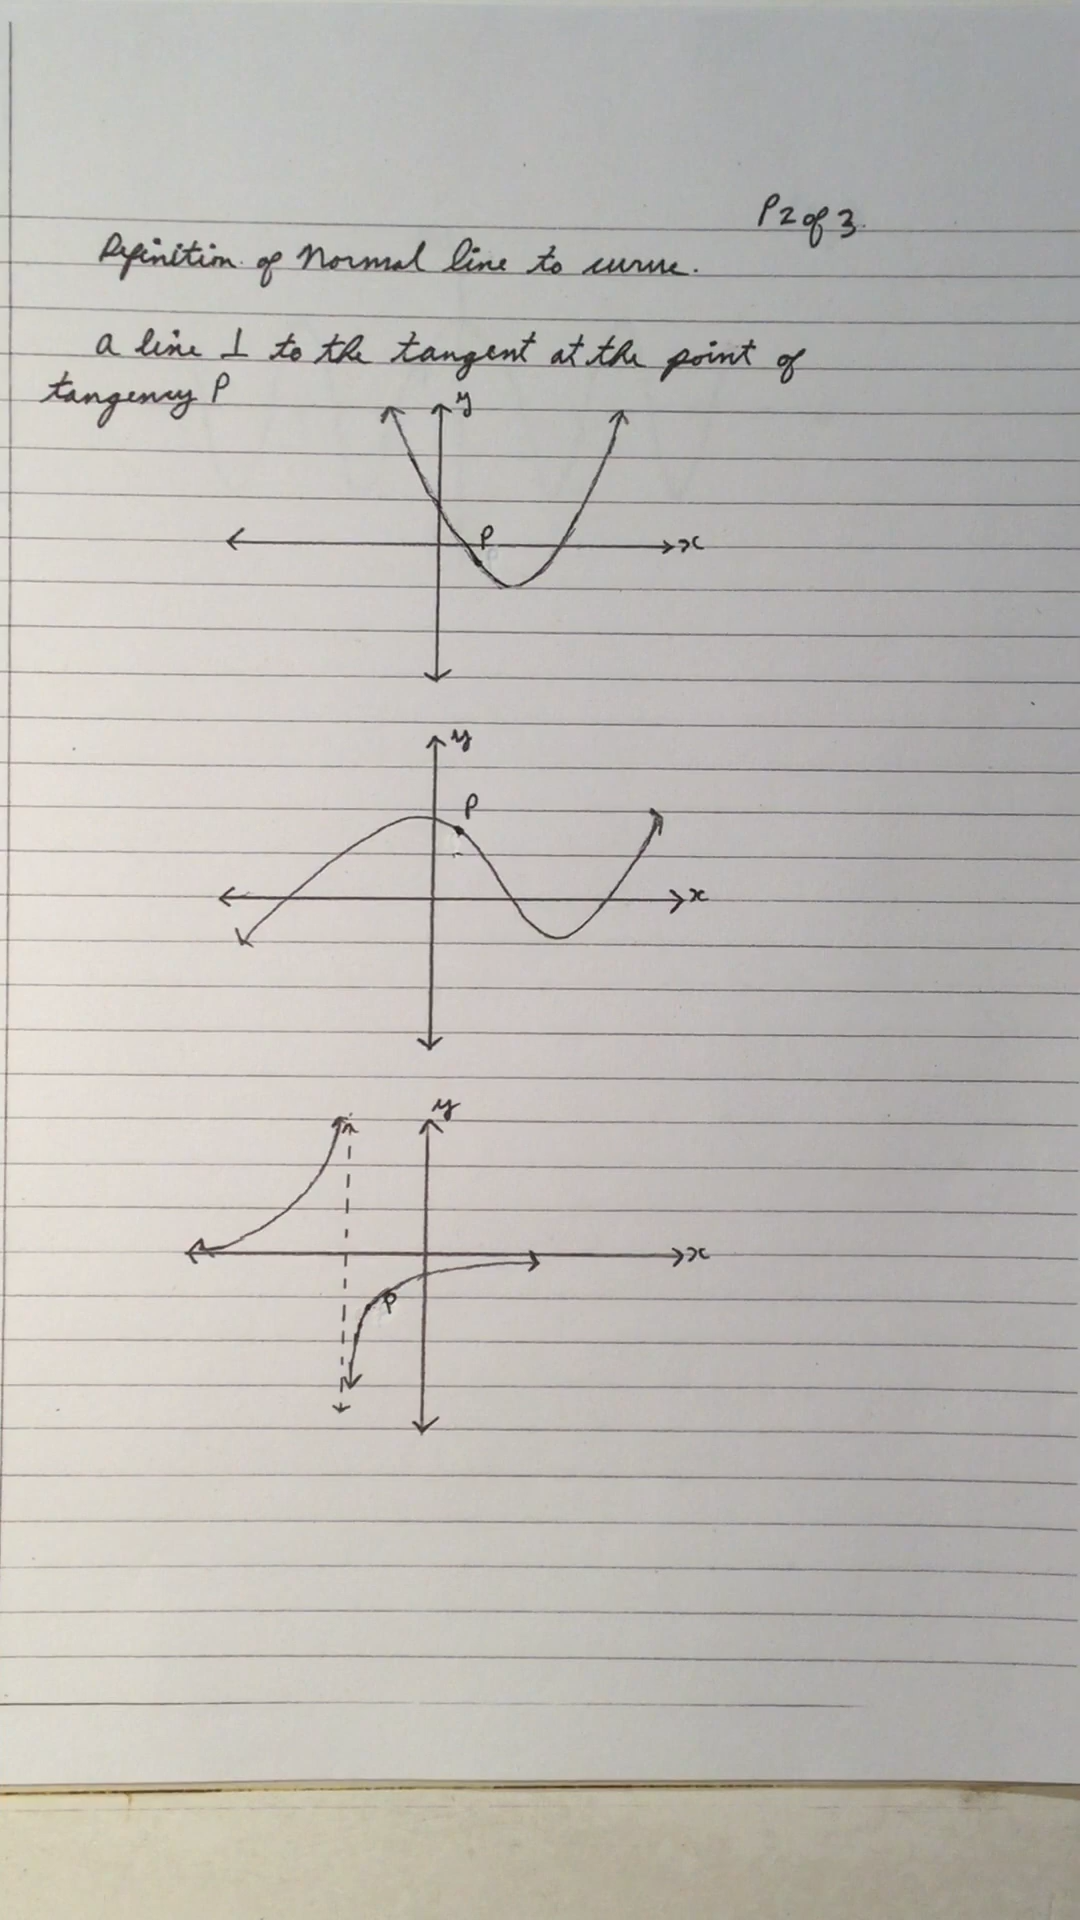 P2 of 3.
Definition of Normal line to curve.
a line ⊥ to the tangent at the point of
tangency P
y
P
x
y
P
x
y
x
P